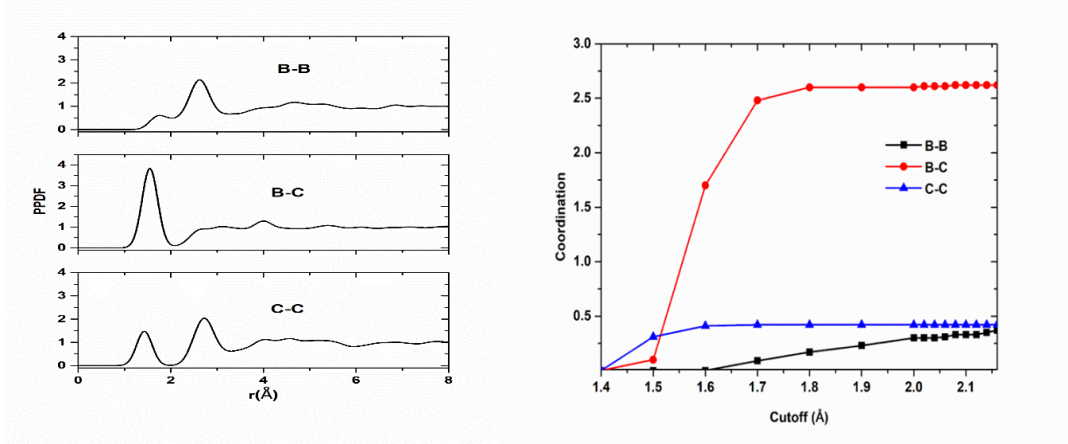 4
3
2
1
0
B-B
4
3
2
1
0
B-C
PPDF
4
3
2
1
0
C-C
0 2 4 6 8
r(Å)
3.0
2.5
2.0
1.5
1.0
0.5
Coordination
B-B
B-C
C-C
1.4 1.5 1.6 1.7 1.8 1.9 2.0 2.1
Cutoff (Å)